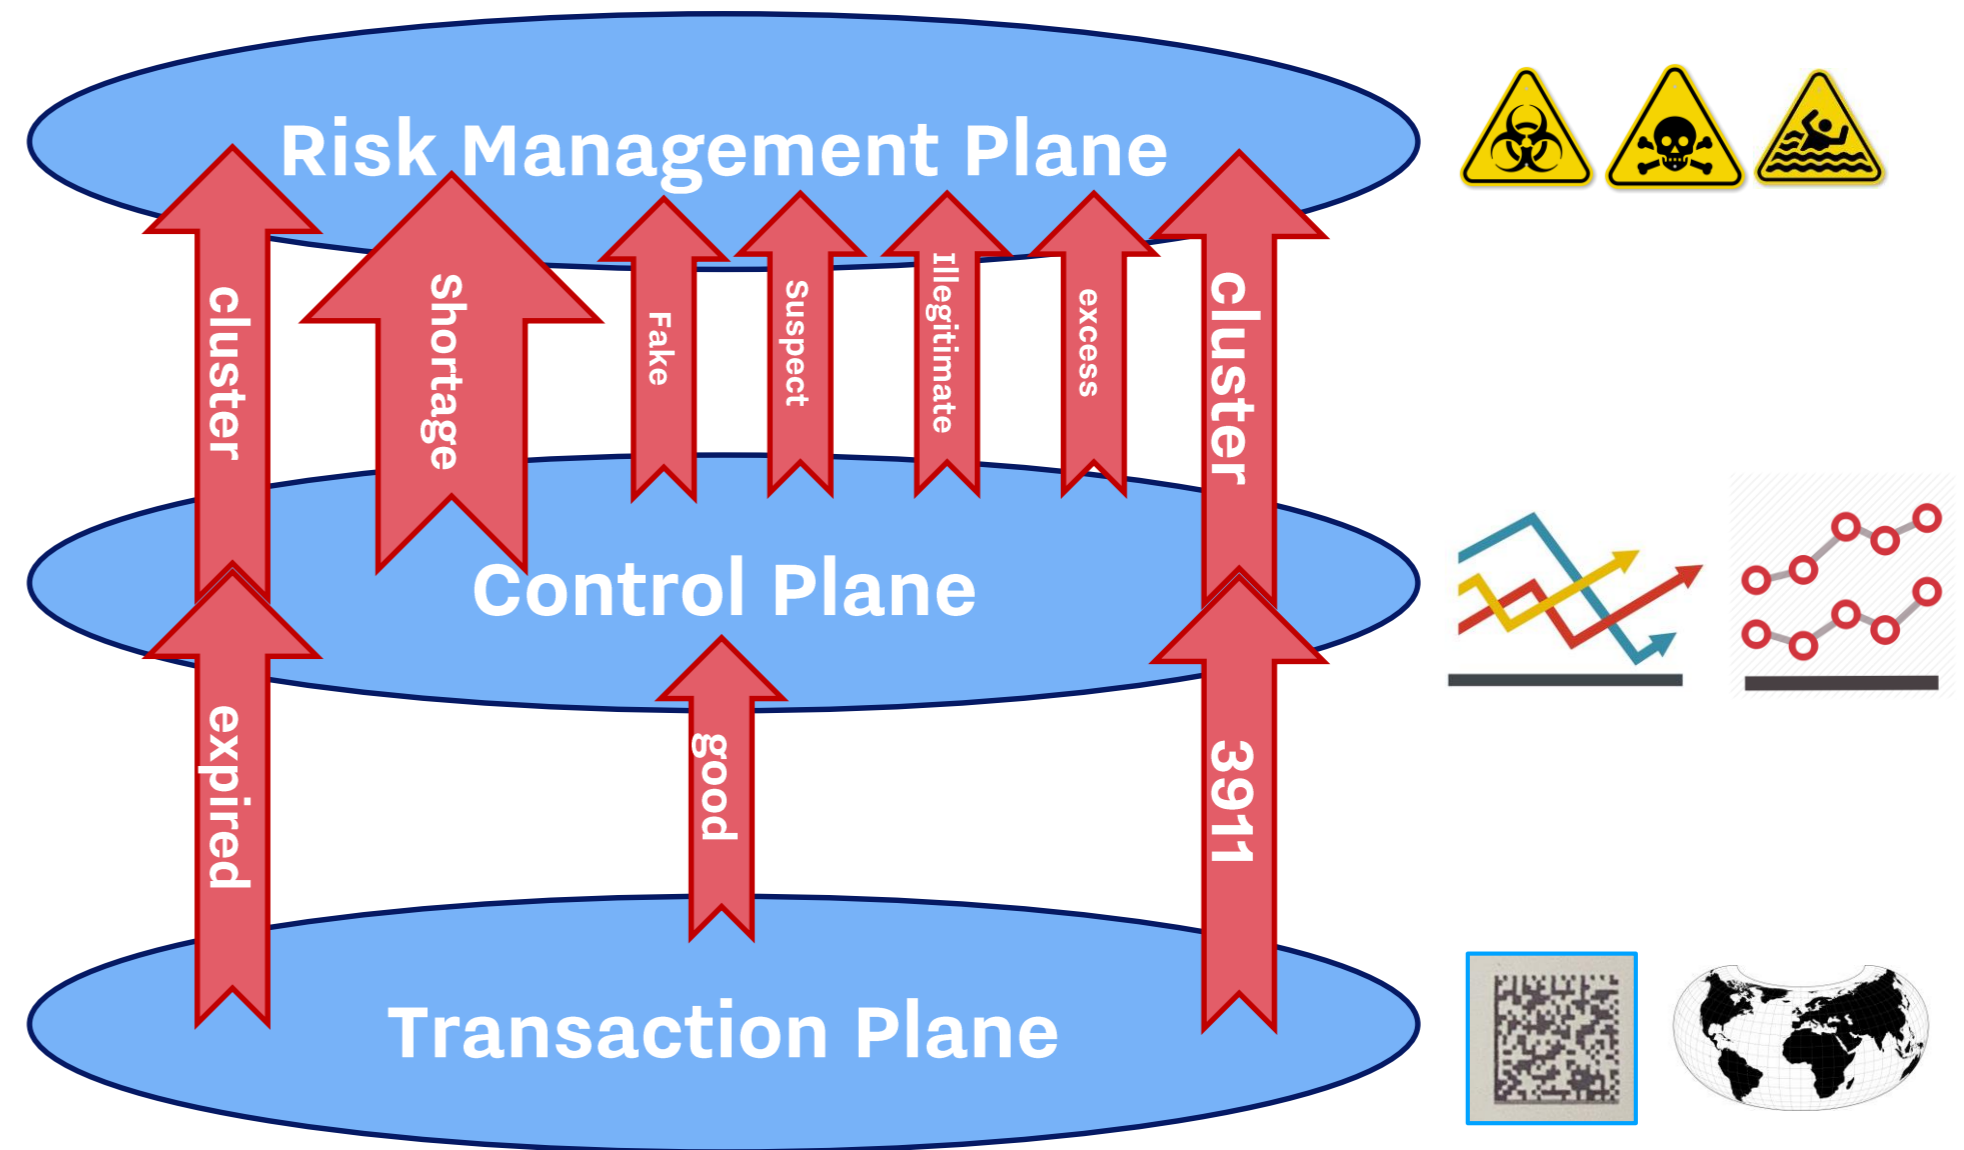 Risk Management Plane
cluster
Shortage
Fake
Suspect
Illegitimate
excess
cluster
Control Plane
expired
good
3911
Transaction Plane